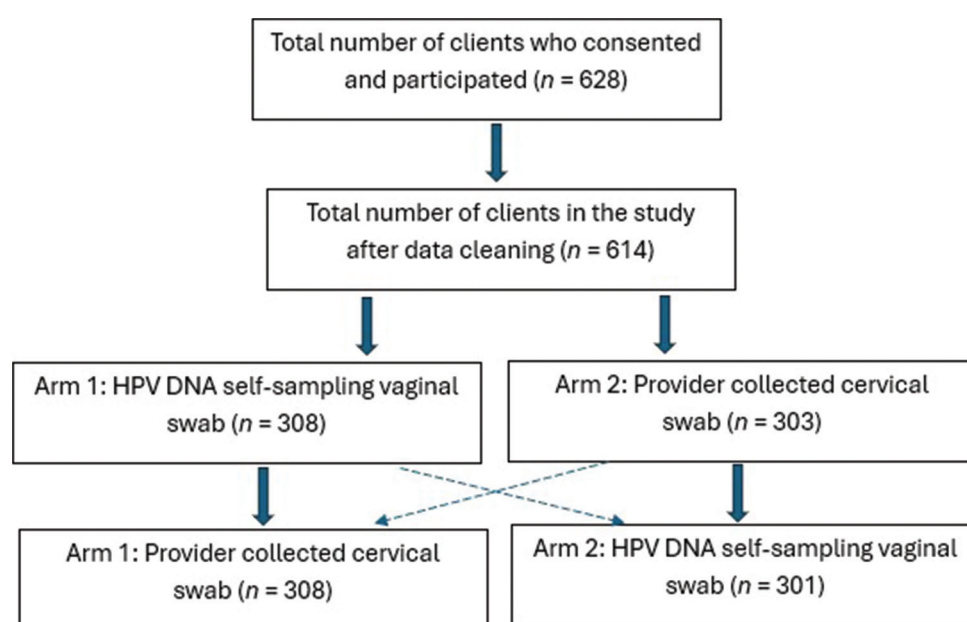 Total number of clients who consented
and participated (n = 628)
Total number of clients in the study
after data cleaning (n = 614)
Arm 1: HPV DNA self-sampling vaginal
swab (n = 308)
Arm 2: Provider collected cervical
swab (n = 303)
Arm 1: Provider collected cervical
swab (n = 308)
Arm 2: HPV DNA self-sampling vaginal
swab (n = 301)